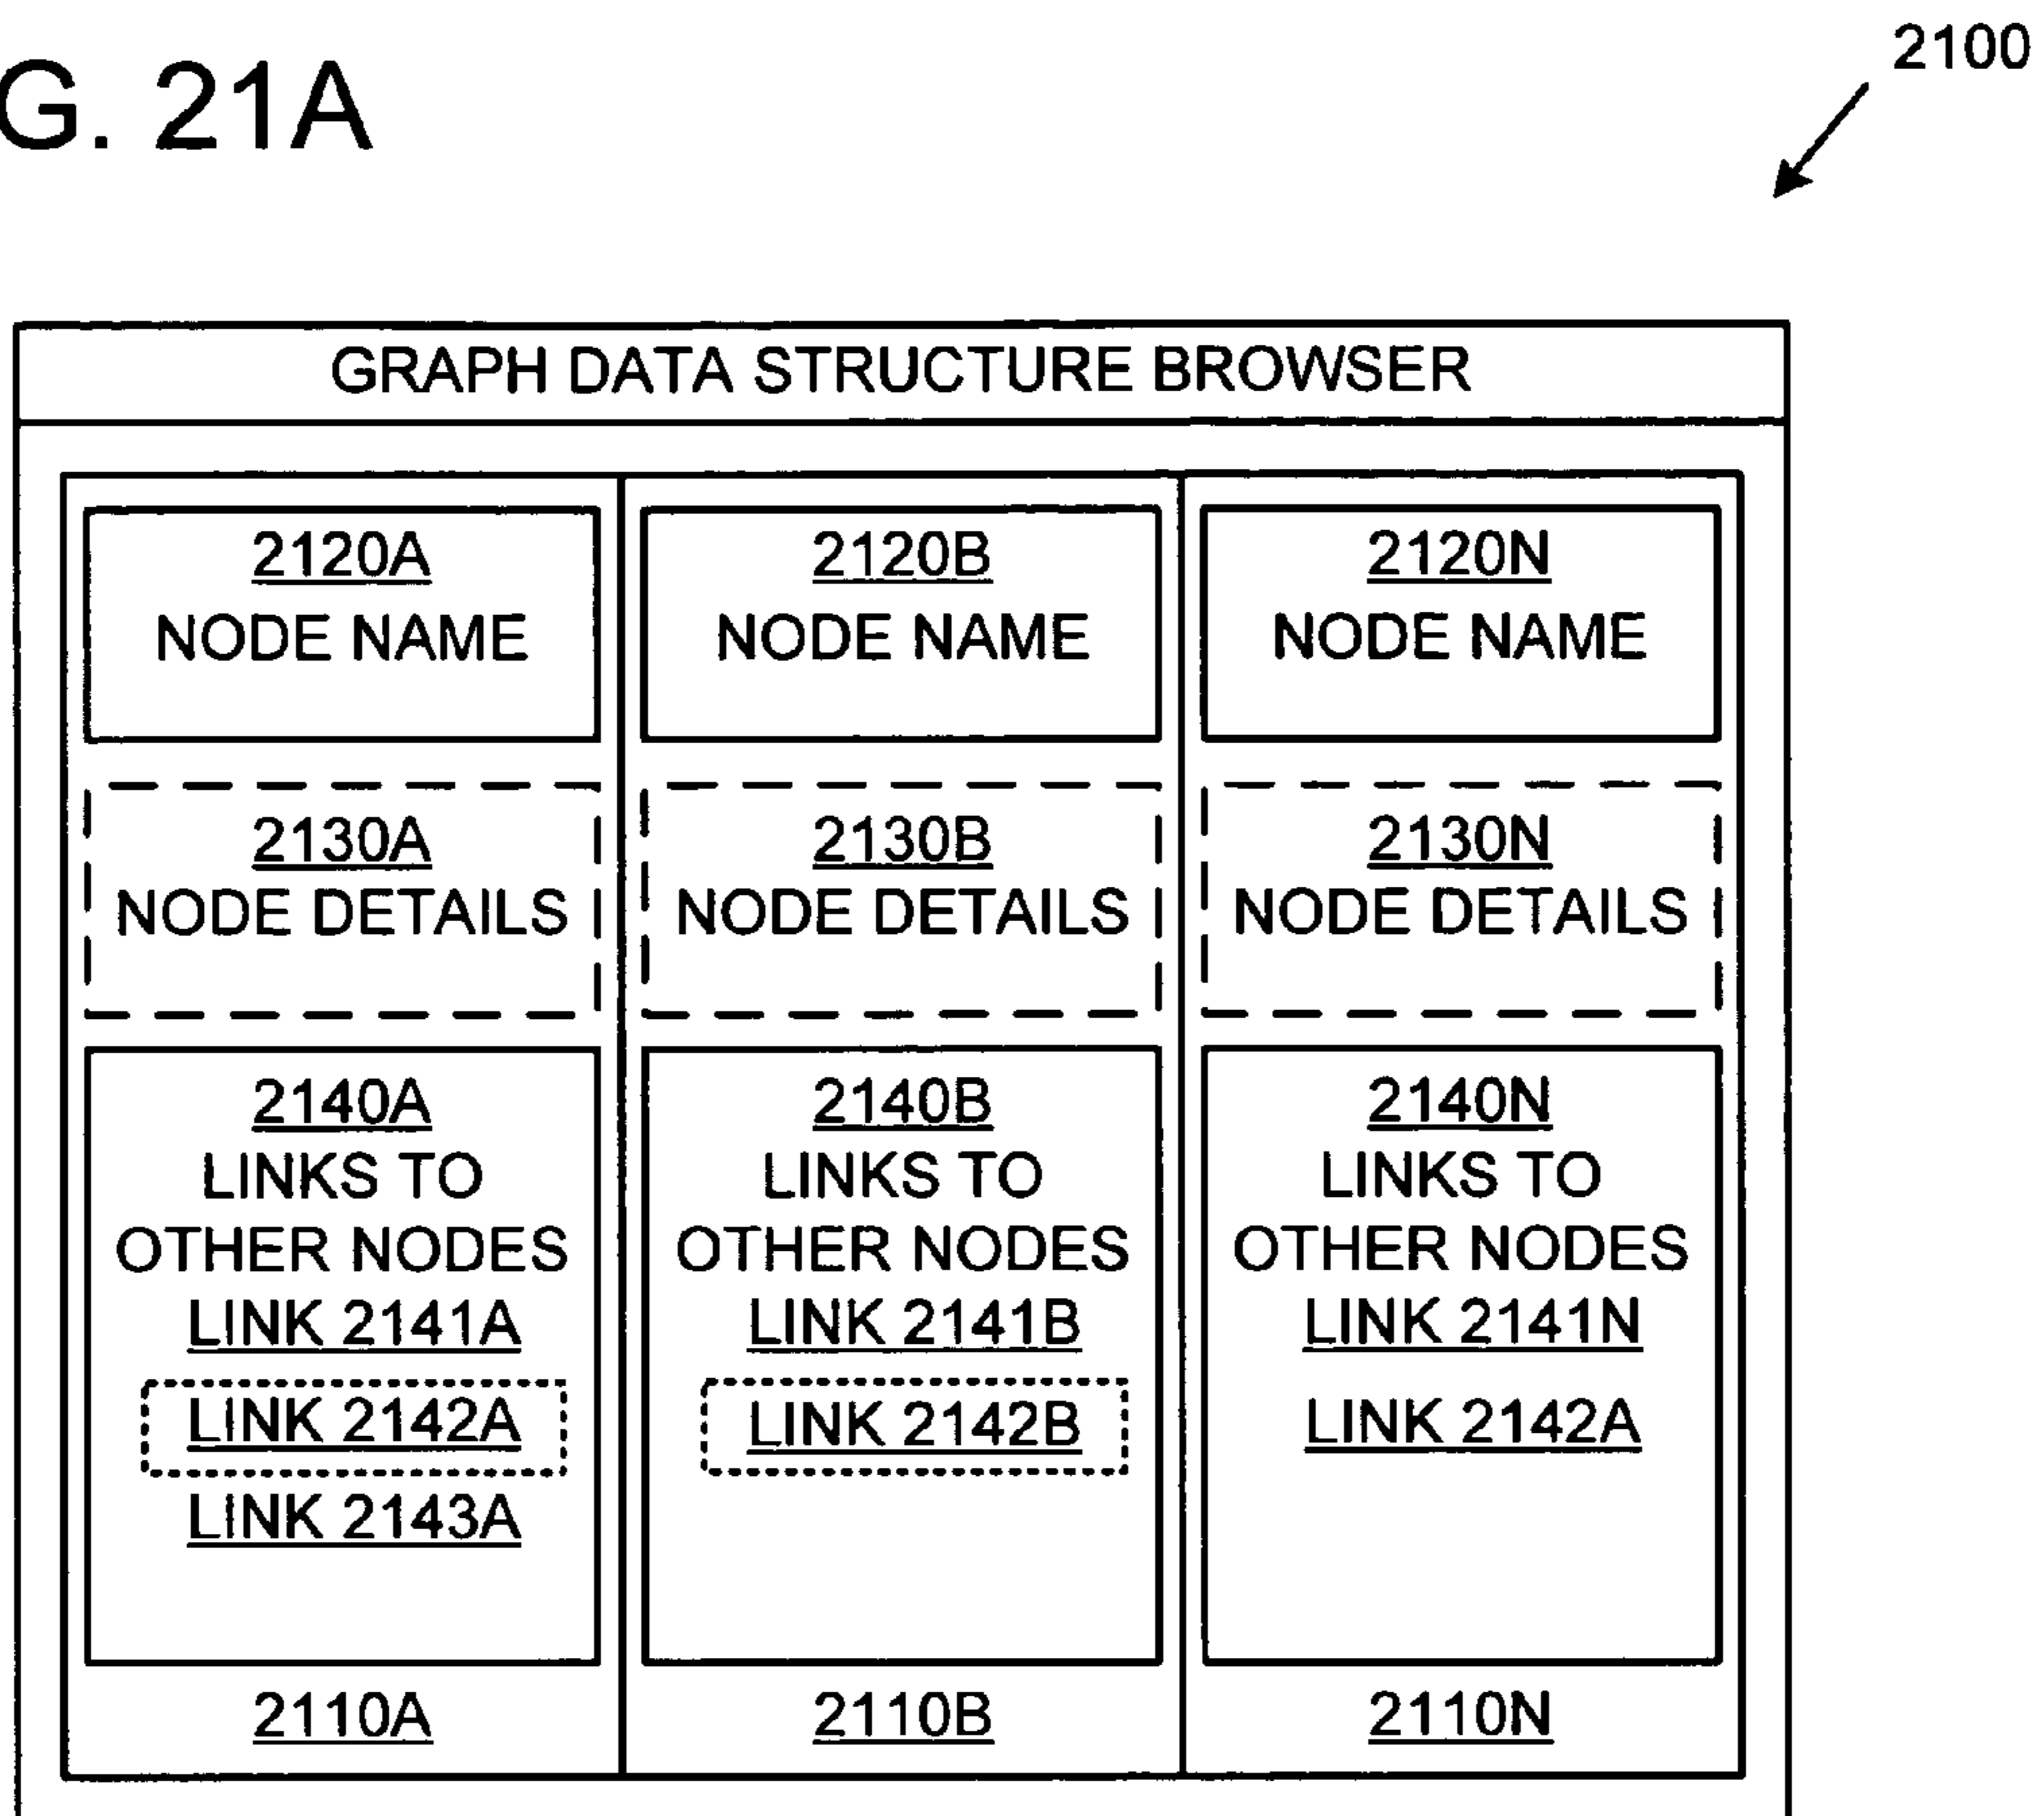 G. 21A
2100
GRAPH DATA STRUCTURE BROWSER
2120A
NODE NAME
2130A
NODE DETAILS
2140A
LINKS TO
OTHER NODES
LINK 2141A
LINK 2142A
LINK 2143A
2110A
2120B
NODE NAME
2130B
NODE DETAILS
2140B
LINKS TO
OTHER NODES
LINK 2141B
LINK 2142B
2110B
2120N
NODE NAME
2130N
NODE DETAILS
2140N
LINKS TO
OTHER NODES
LINK 2141N
LINK 2142A
2110N